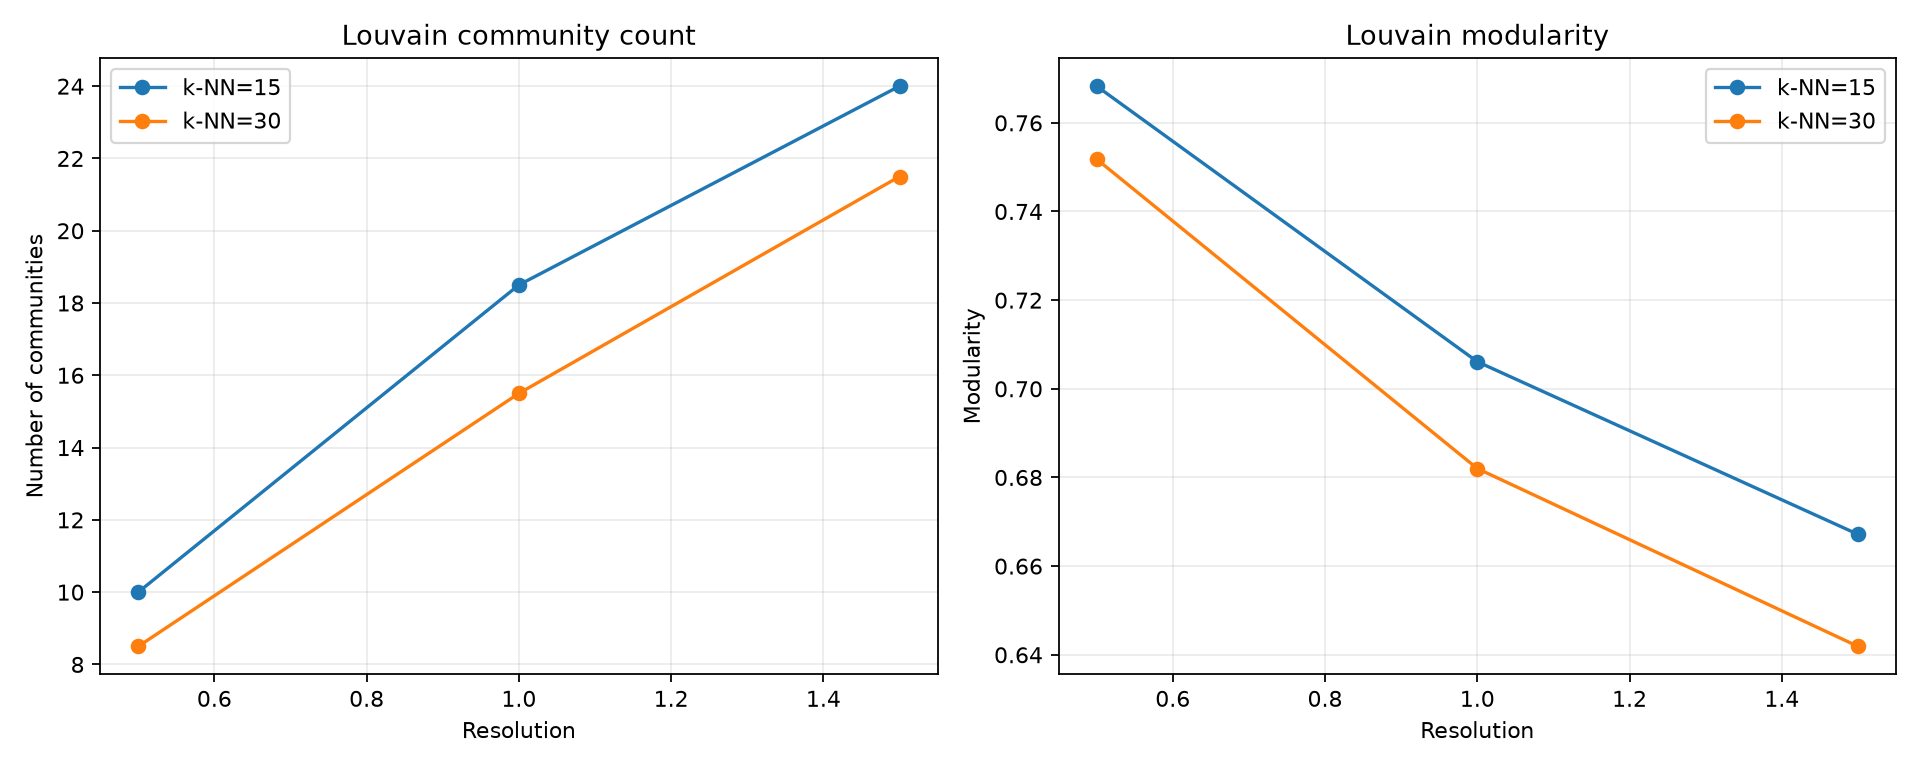 Louvain community count
k-NN=15
k-NN=30
24
22
20
18
16
14
12
10
8
Number of communities
0.6 0.8 1.0 1.2 1.4
Resolution
Louvain modularity
k-NN=15
k-NN=30
0.76
0.74
0.72
0.70
0.68
0.66
0.64
Modularity
0.6 0.8 1.0 1.2 1.4
Resolution